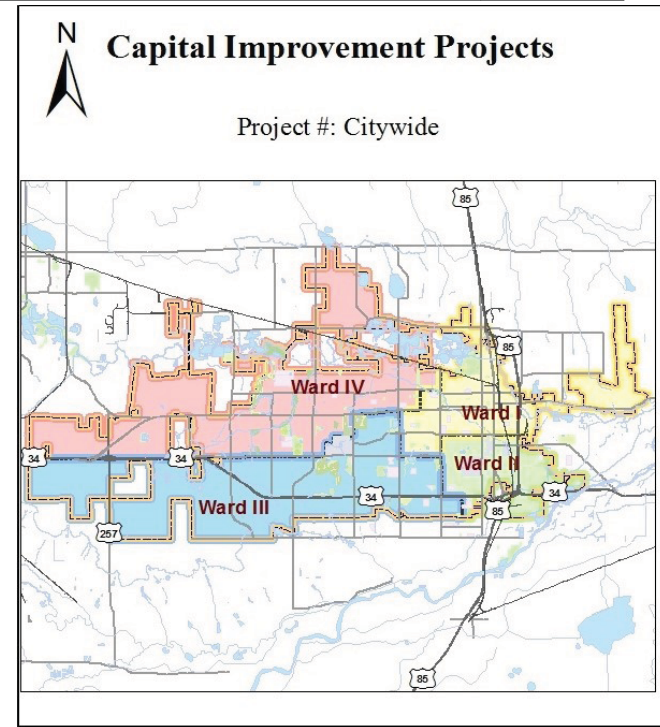 N
Capital Improvement Projects
Project #: Citywide
85
85
Ward IV
Ward I
34
34
Ward II
34
34
Ward III
85
257
85